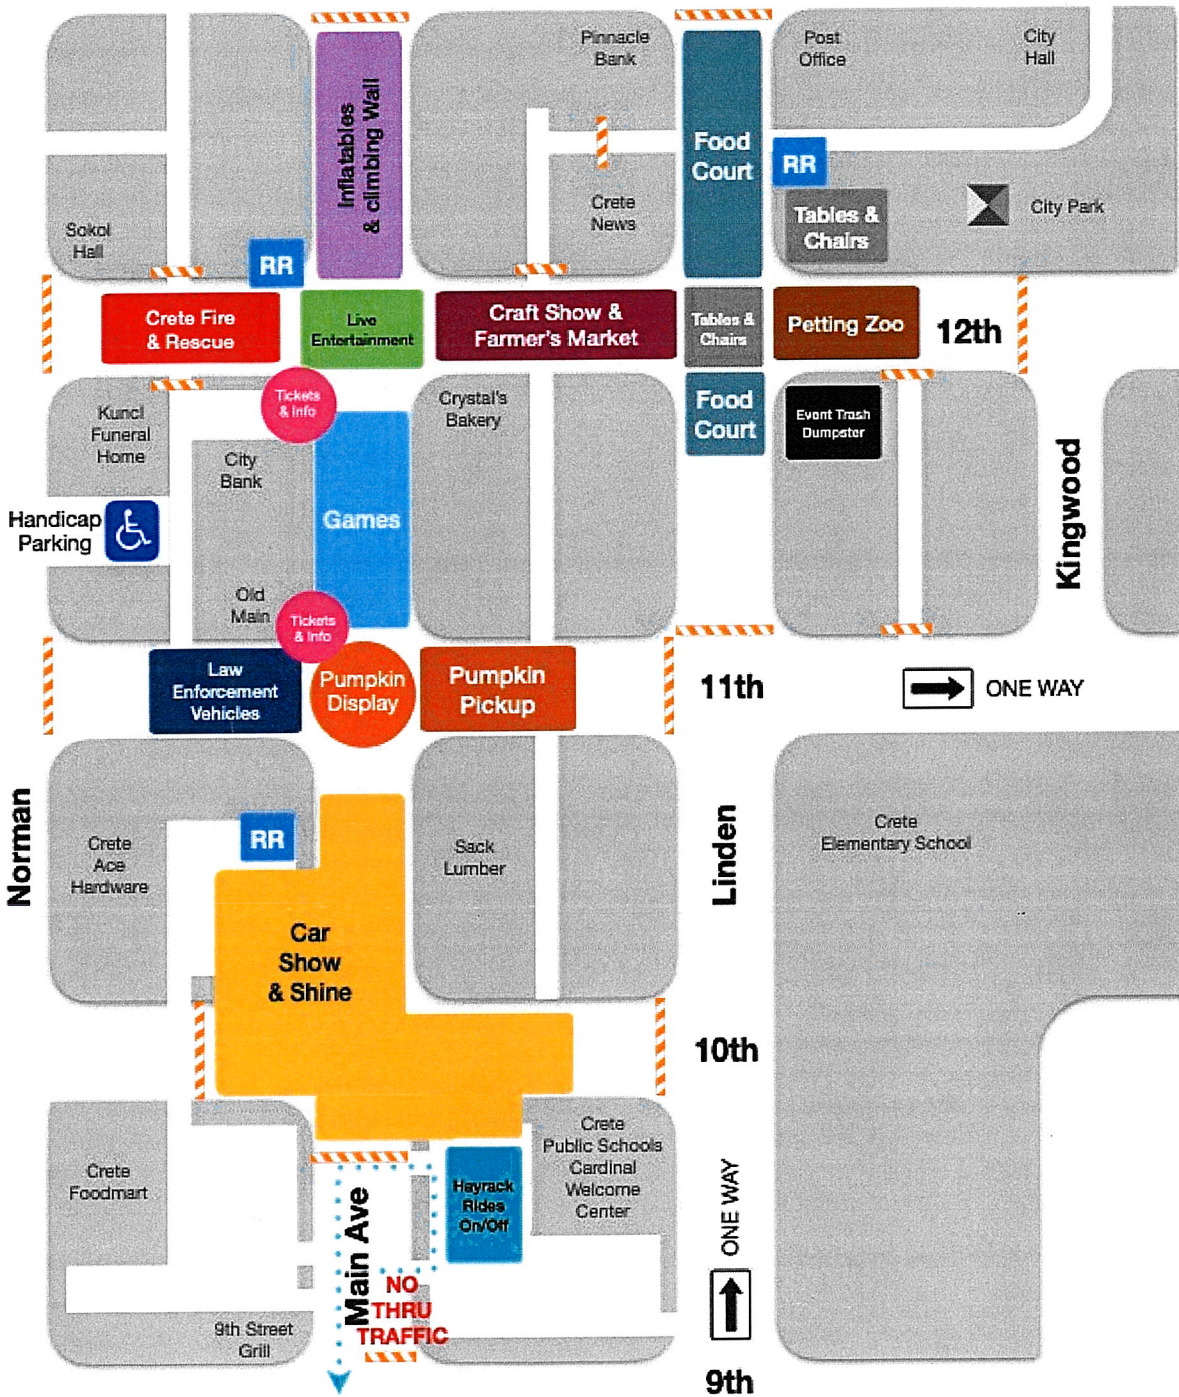 Pinnacle
Bank
Post
Office
City
Hall
Inflatables
& climbing Wall
Food
Court
RR
Crete
News
Tables &
Chairs
City Park
Sokol
Hall
RR
Crete Fire
& Rescue
Live
Entertainment
Craft Show &
Farmer's Market
Tables &
Chairs
Petting Zoo
12th
Tickets
& Info
Kuncl
Funeral
Home
Crystal's
Bakery
Food
Court
Event Trash
Dumpster
City
Bank
Kingwood
Handicap
Parking
Games
Old
Main
Tickets
& Info
Law
Enforcement
Vehicles
Pumpkin
Display
Pumpkin
Pickup
11th
ONE WAY
Norman
Crete
Ace
Hardware
RR
Sack
Lumber
Linden
Crete
Elementary School
Car
Show
& Shine
10th
Crete
Foodmart
Main Ave
Hayrack
Rides
On/Off
Crete
Public Schools
Cardinal
Welcome
Center
ONE WAY
NO
THRU
TRAFFIC
9th Street
Grill
9th